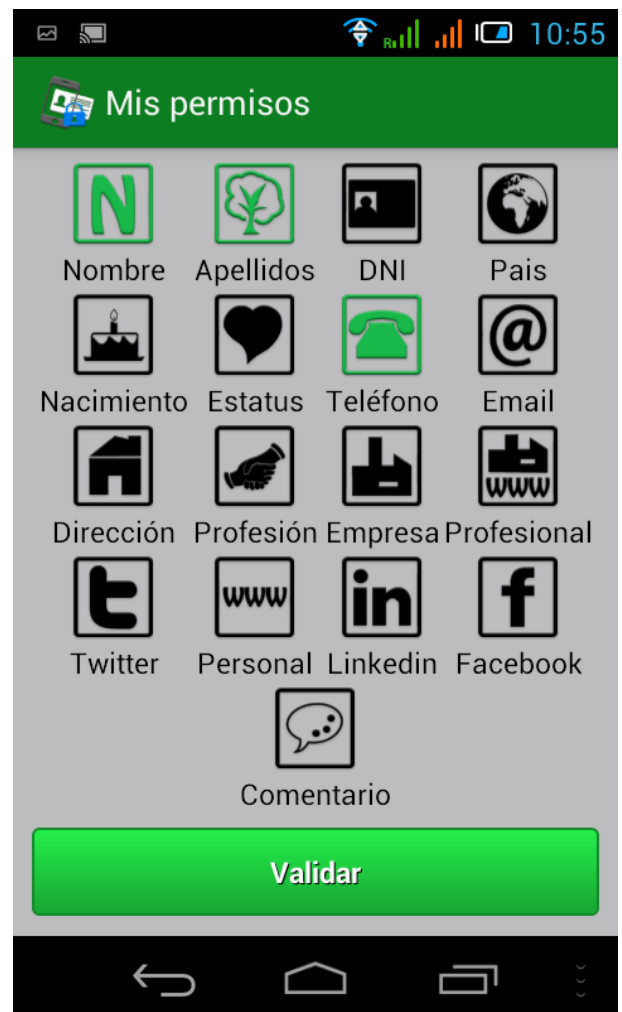 R 10:55
Mis permisos
N
Nombre Apellidos DNI Pais
@
Nacimiento Estatus Teléfono Email
www
Dirección Profesión Empresa Profesional
t www in f
Twitter Personal Linkedin Facebook
Comentario
Validar